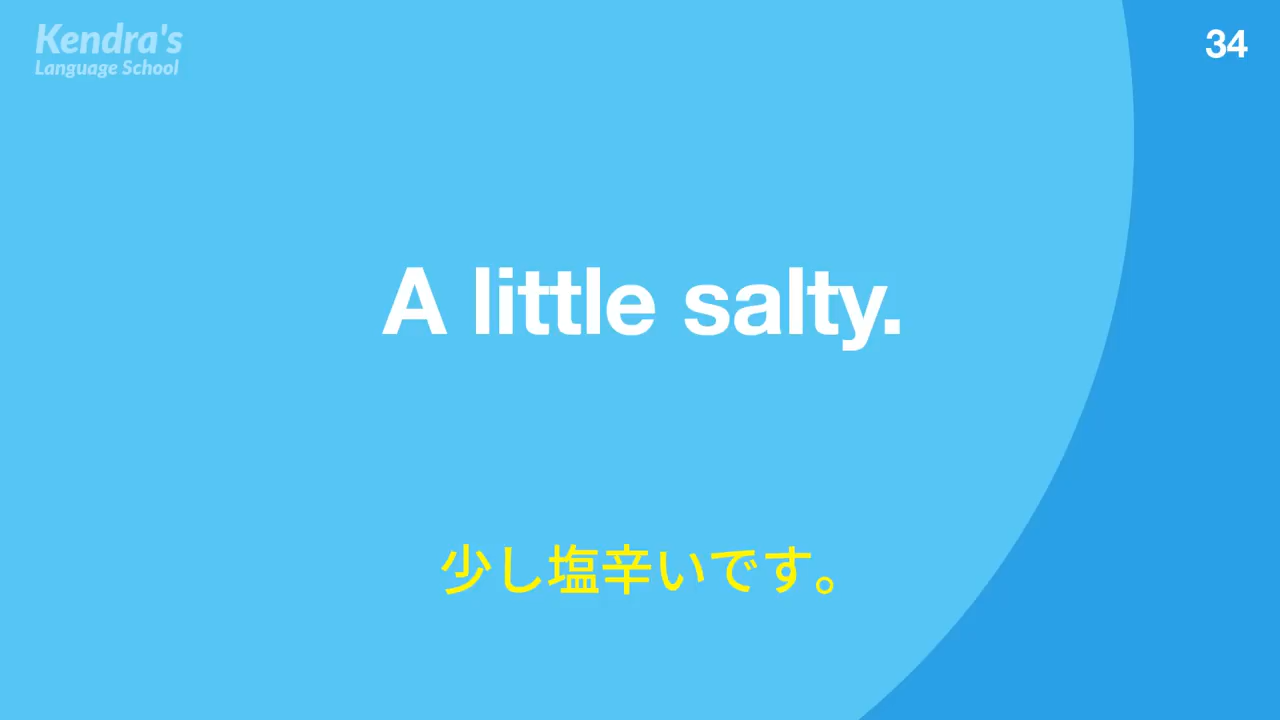 Kendra's
Language School
34
A little salty.
少し塩辛いです。